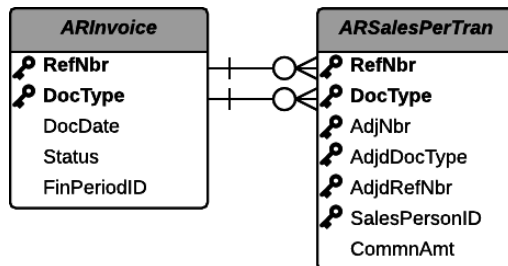 ARInvoice
RefNbr
DocType
DocDate
Status
FinPeriodID
ARSalesPerTran
RefNbr
DocType
AdjNbr
AdjdDocType
AdjdRefNbr
SalesPersonID
CommnAmt